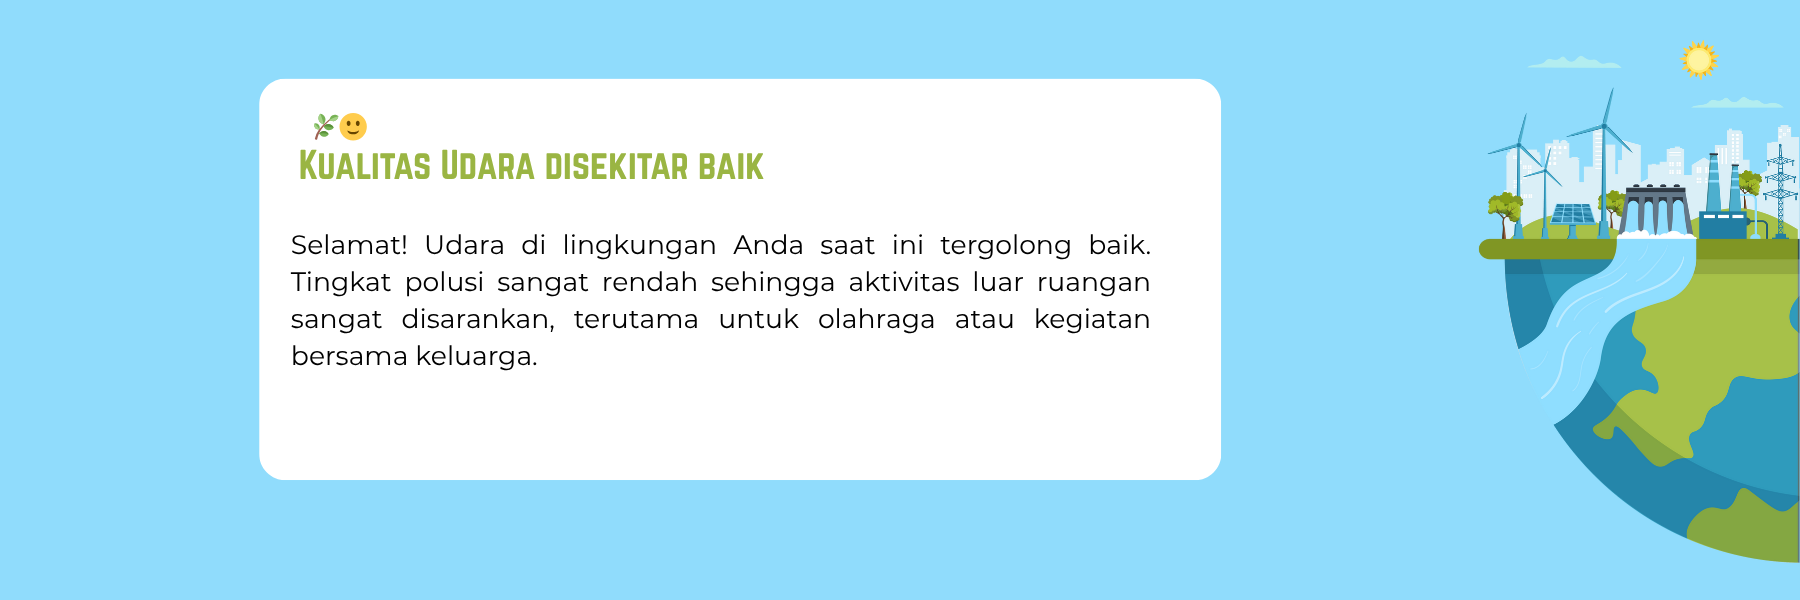 Kualitas Udara disekitar baik
Selamat! Udara di lingkungan Anda saat ini tergolong baik.
Tingkat polusi sangat rendah sehingga aktivitas luar ruangan
sangat disarankan, terutama untuk olahraga atau kegiatan
bersama keluarga.